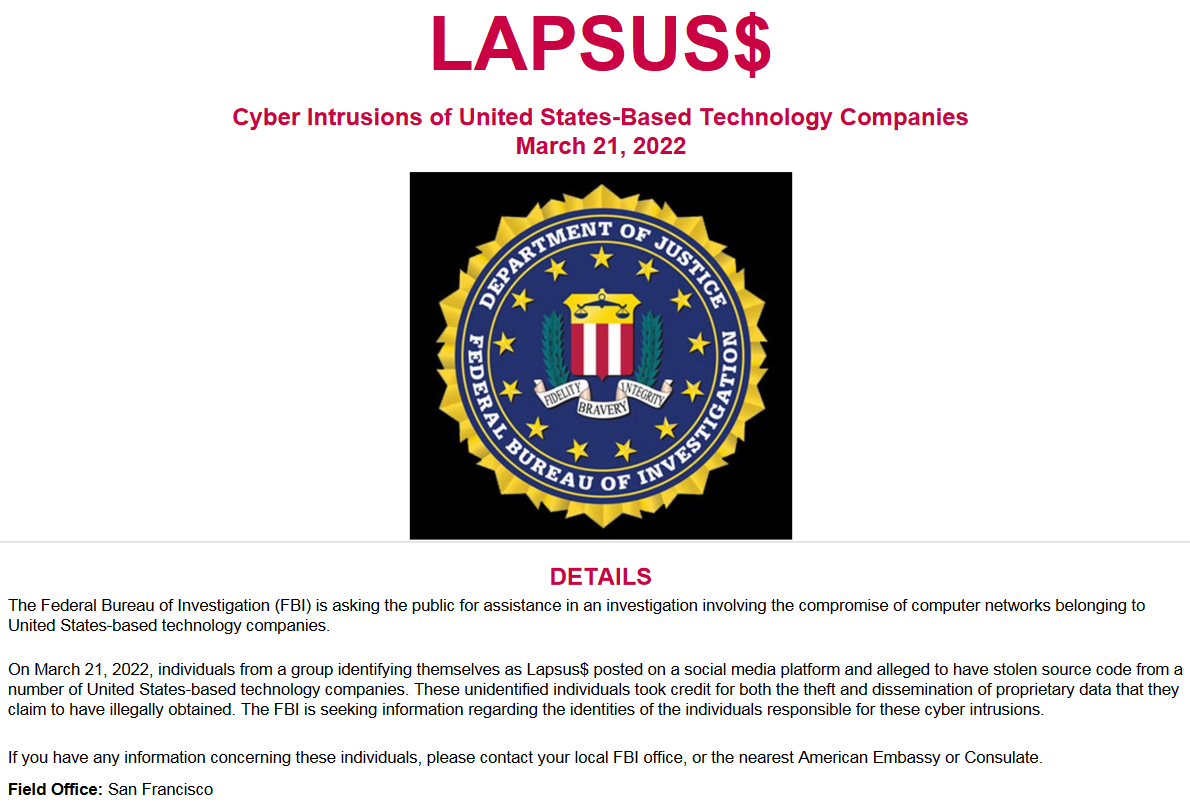 LAPSUS$
Cyber Intrusions of United States-Based Technology Companies
March 21, 2022
DEPARTMENT OF JUSTICE
FEDERAL BUREAU OF INVESTIGATION
FIDELITY
BRAVERY
INTEGRITY
DETAILS
The Federal Bureau of Investigation (FBI) is asking the public for assistance in an investigation involving the compromise of computer networks belonging to
United States-based technology companies.
On March 21, 2022, individuals from a group identifying themselves as Lapsus$ posted on a social media platform and alleged to have stolen source code from a
number of United States-based technology companies. These unidentified individuals took credit for both the theft and dissemination of proprietary data that they
claim to have illegally obtained. The FBI is seeking information regarding the identities of the individuals responsible for these cyber intrusions.
If you have any information concerning these individuals, please contact your local FBI office, or the nearest American Embassy or Consulate.
Field Office: San Francisco